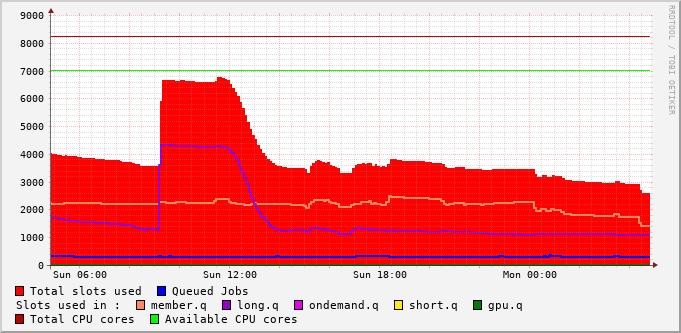 RRDTOOL / TOBI OETIKER
9000
8000
7000
6000
5000
4000
3000
2000
1000
0
Sun 06:00 Sun 12:00 Sun 18:00 Mon 00:00
Total slots used Queued Jobs
Slots used in : member.q long.q ondemand.q short.q gpu.q
Total CPU cores Available CPU cores